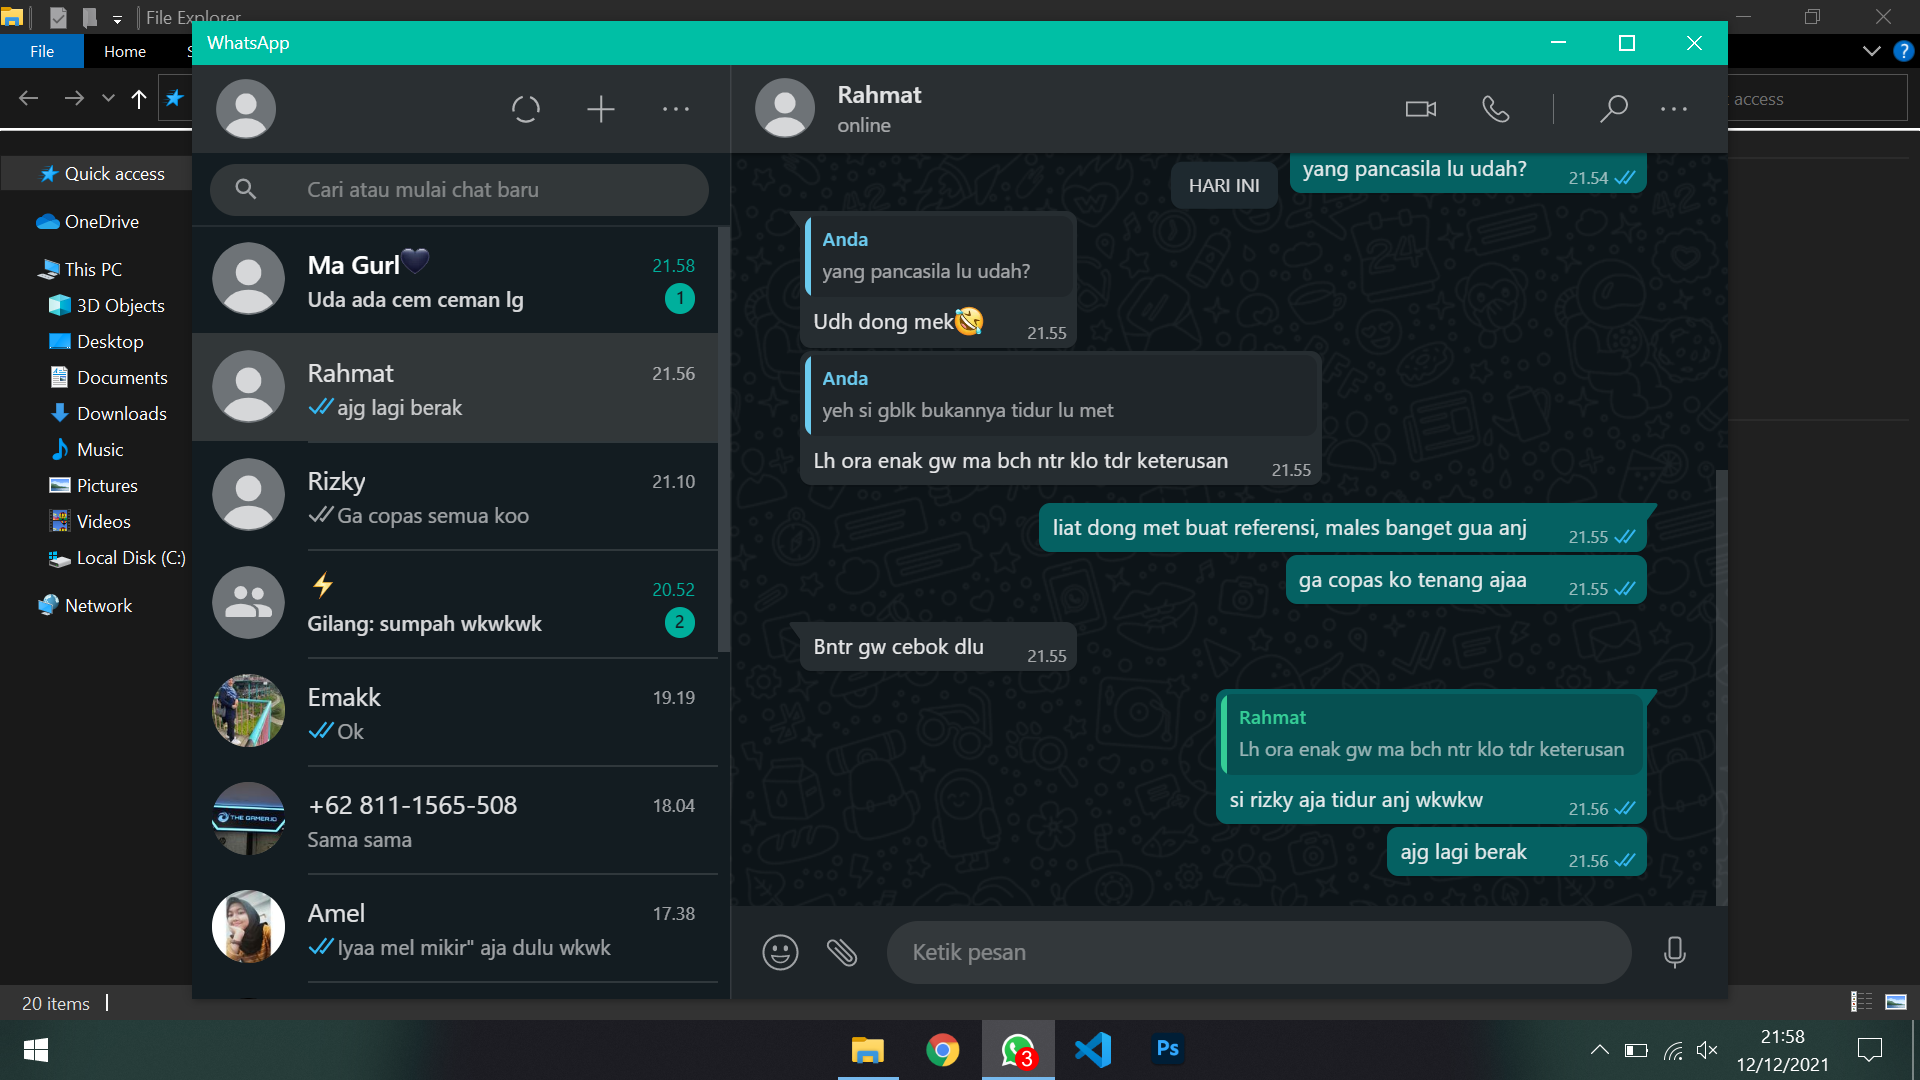 File Explorer
File
Home
access
Quick access
OneDrive
This PC
3D Objects
Desktop
Documents
Downloads
Music
Pictures
Videos
Local Disk (C:)
Network
20 items
WhatsApp
Cari atau mulai chat baru
Ma Gurl🖤 21.58
Uda ada cem ceman lg 1
Rahmat 21.56
ajg lagi berak
Rizky 21.10
Ga copas semua koo
⚡ 20.52
Gilang: sumpah wkwkwk 2
Emakk 19.19
Ok
+62 811-1565-508 18.04
Sama sama
THE GAMER.ID
Amel 17.38
Iyaa mel mikir" aja dulu wkwk
Rahmat
online
yang pancasila lu udah? 21.54
HARI INI
Anda
yang pancasila lu udah?
Udh dong mek🤣 21.55
Anda
yeh si gblk bukannya tidur lu met
Lh ora enak gw ma bch ntr klo tdr keterusan 21.55
liat dong met buat referensi, males banget gua anj 21.55
ga copas ko tenang ajaa 21.55
Bntr gw cebok dlu 21.55
Rahmat
Lh ora enak gw ma bch ntr klo tdr keterusan
si rizky aja tidur anj wkwkw 21.56
ajg lagi berak 21.56
Ketik pesan
3
Ps
21:58
12/12/2021